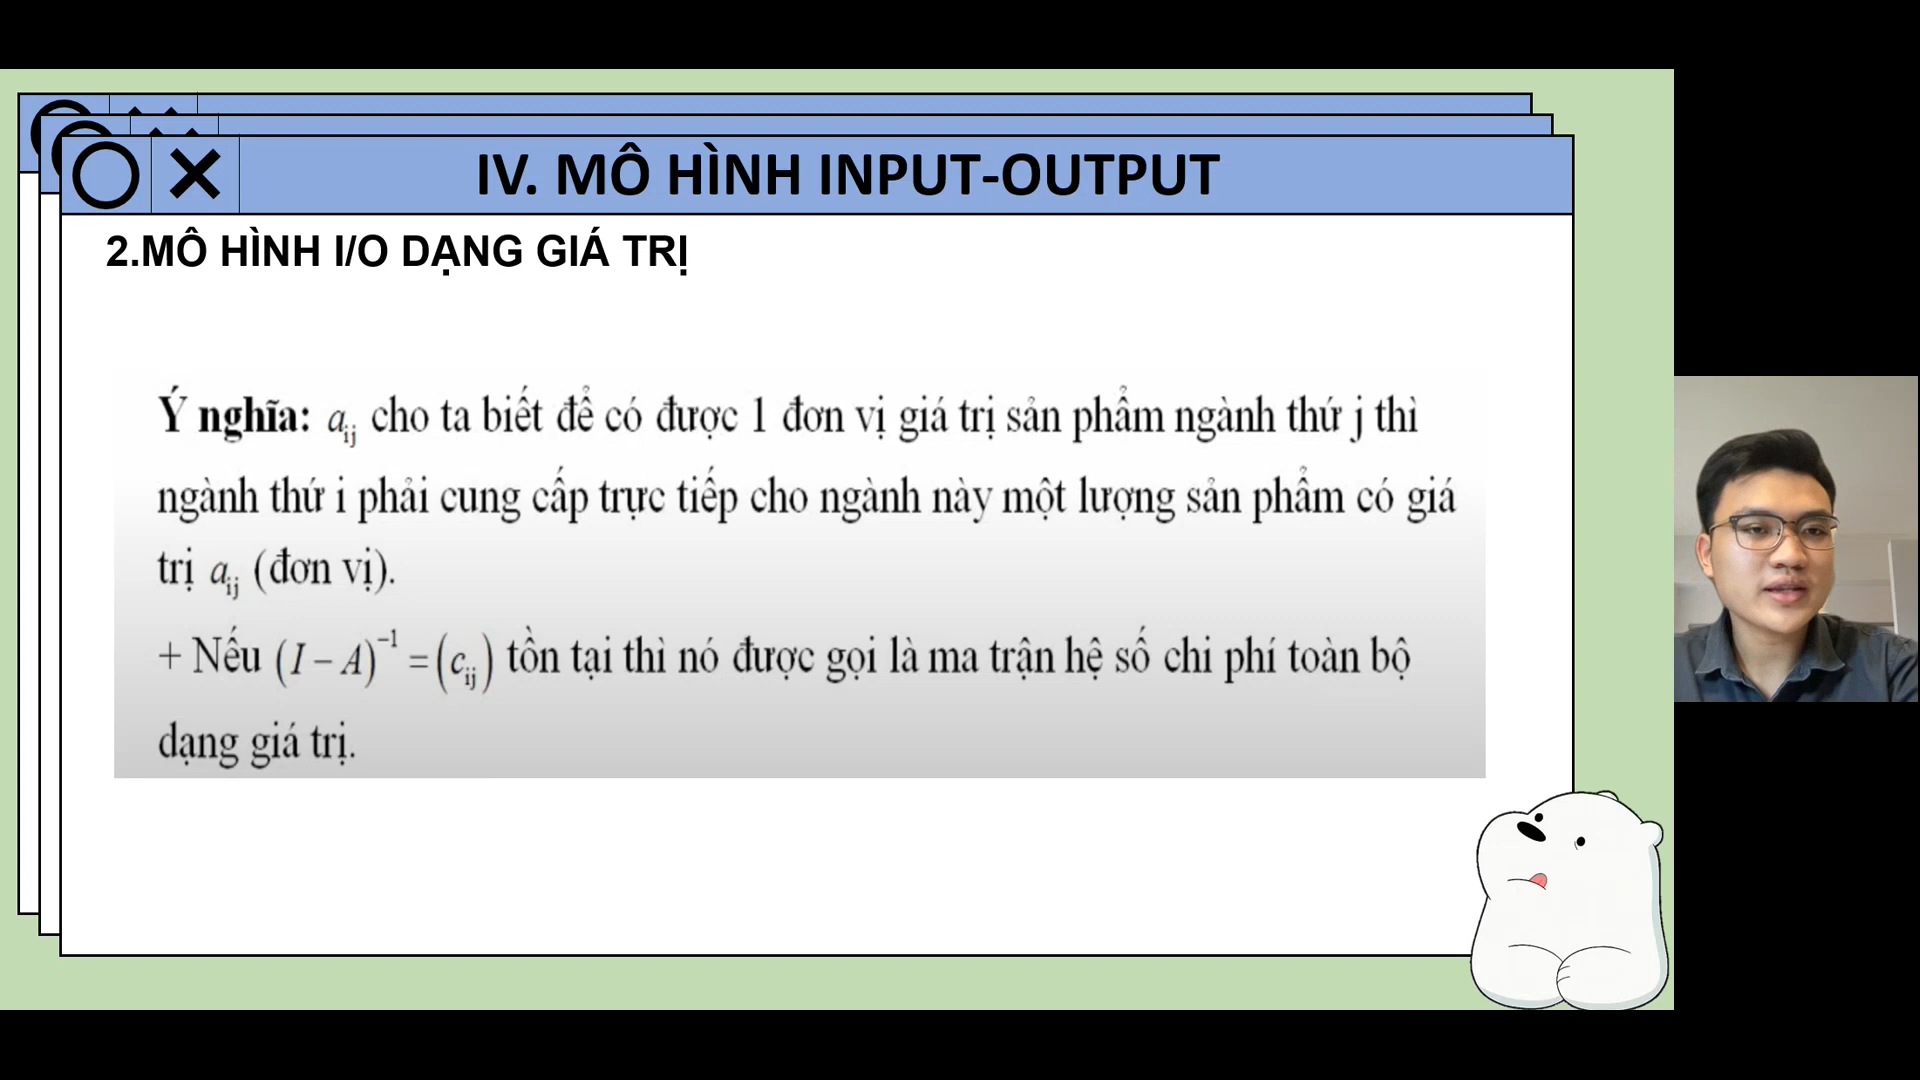 IV. MÔ HÌNH INPUT-OUTPUT
2.MÔ HÌNH I/O DẠNG GIÁ TRỊ
Ý nghĩa: aᵢⱼ cho ta biết để có được 1 đơn vị giá trị sản phẩm ngành thứ j thì
ngành thứ i phải cung cấp trực tiếp cho ngành này một lượng sản phẩm có giá
trị aᵢⱼ (đơn vị).
+ Nếu (I – A)⁻¹ = (cᵢⱼ) tồn tại thì nó được gọi là ma trận hệ số chi phí toàn bộ
dạng giá trị.